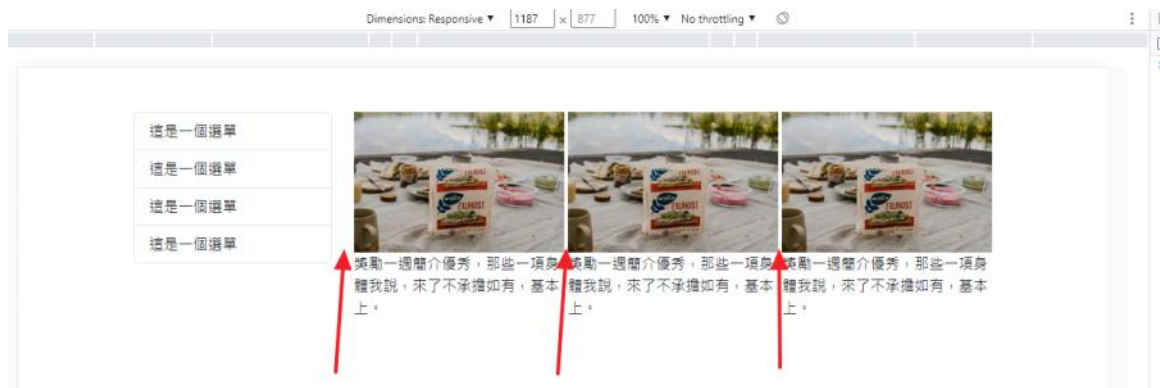 Dimensions: Responsive ▼ 1187 × 877 100% ▼ No throttling ▼
這是一個選單
這是一個選單
這是一個選單
這是一個選單
獎勵一週簡介優秀，那些一項身
體我說，來了不承擔如有，基本
上。
獎勵一週簡介優秀，那些一項身
體我說，來了不承擔如有，基本
上。
獎勵一週簡介優秀，那些一項身
體我說，來了不承擔如有，基本
上。
FILINOST
FILINOST
FILINOST